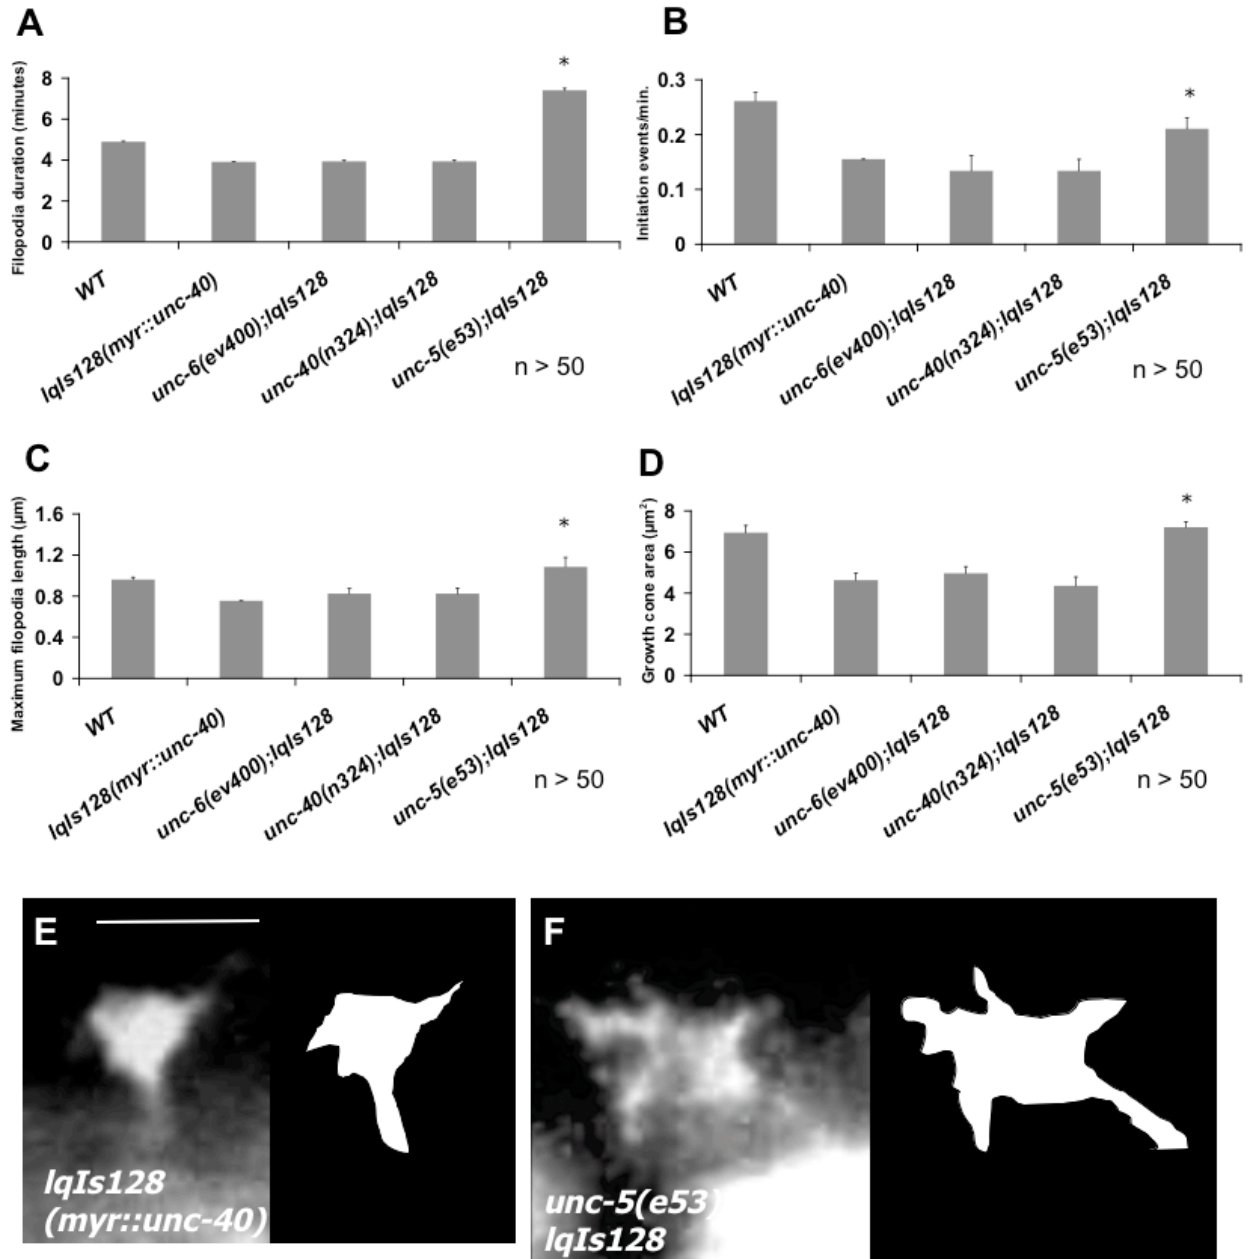 A
Filopodia duration (minutes)
8
6
4
2
0
*
WT
lqIs128(myr::unc-40)
unc-6(ev400);lqIs128
unc-40(n324);lqIs128
unc-5(e53);lqIs128
n > 50
B
Initiation events/min.
0.3
0.2
0.1
0
*
WT
lqIs128(myr::unc-40)
unc-6(ev400);lqIs128
unc-40(n324);lqIs128
unc-5(e53);lqIs128
n > 50
C
Maximum filopodia length (µm)
1.6
1.2
0.8
0.4
0
*
WT
lqIs128(myr::unc-40)
unc-6(ev400);lqIs128
unc-40(n324);lqIs128
unc-5(e53);lqIs128
n > 50
D
Growth cone area (µm²)
8
6
4
2
0
*
WT
lqIs128(myr::unc-40)
unc-6(ev400);lqIs128
unc-40(n324);lqIs128
unc-5(e53);lqIs128
n > 50
E
lqIs128
(myr::unc-40)
F
unc-5(e53)
lqIs128